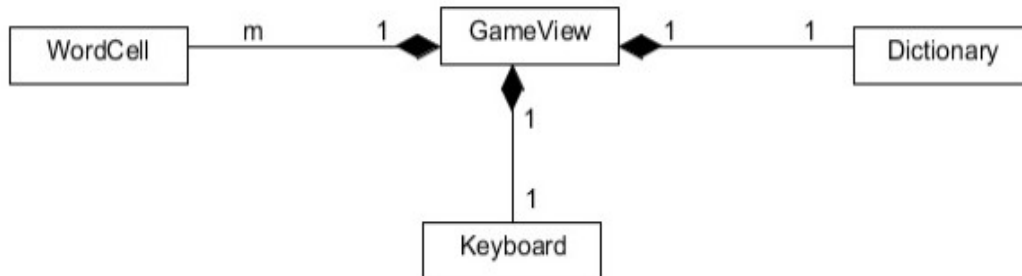 GameView
m 1 1 1
WordCell Dictionary
1
1
Keyboard